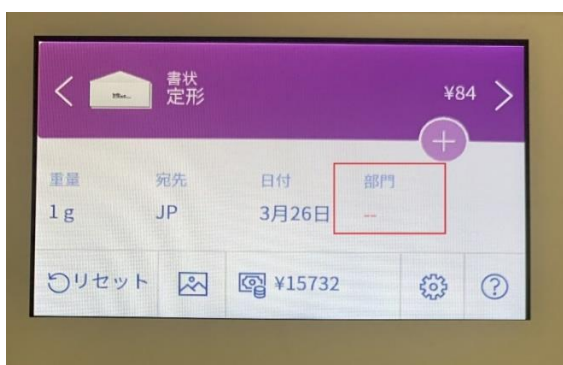 書状
定形
¥84
重量 宛先 日付 部門
1g JP 3月26日 --
リセット ¥15732